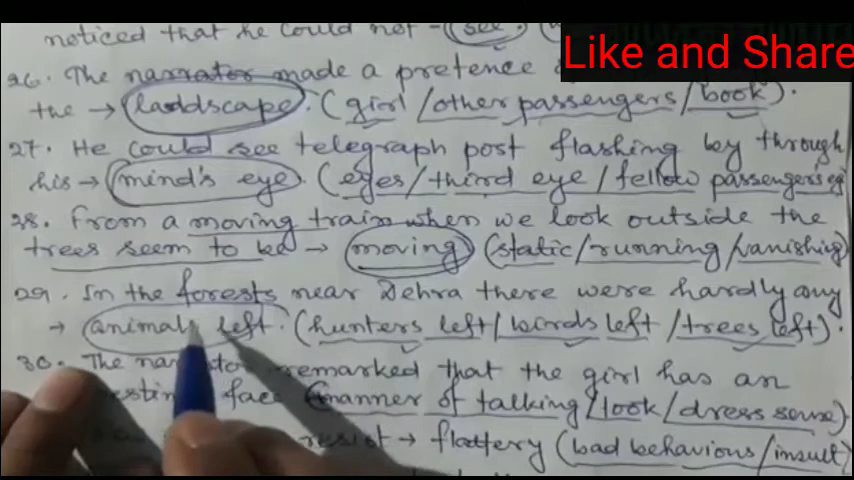 noticed that he could not - see.
Like and Share
26. The narrator made a pretence
the → landscape. (girl/other passengers/book).
27. He could see telegraph post flashing by through
his → mind's eye. (eyes/third eye/fellow passengers
28. From a moving train when we look outside the
trees seem to be → moving (static/running/vanishing)
29. In the forests near Dehra there were hardly any
→ animals left. (hunters left/birds left/trees left).
30. The narrator remarked that the girl has an
face (manner of talking/look/dress sense)
resist → flattery (bad behavious/insult